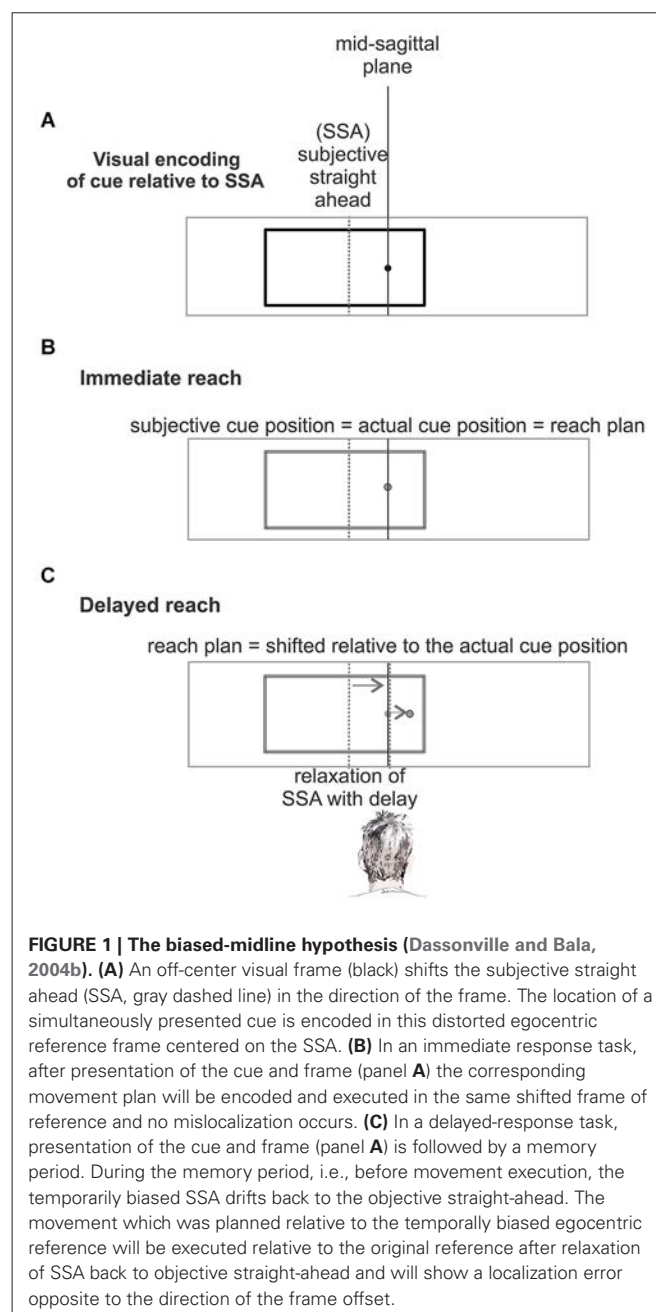 mid-sagittal
plane
A
(SSA)
subjective
straight
ahead
Visual encoding
of cue relative to SSA
B
Immediate reach
subjective cue position = actual cue position = reach plan
C
Delayed reach
reach plan = shifted relative to the actual cue position
relaxation of
SSA with delay
FIGURE 1 | The biased-midline hypothesis (Dassonville and Bala,
2004b). (A) An off-center visual frame (black) shifts the subjective straight
ahead (SSA, gray dashed line) in the direction of the frame. The location of a
simultaneously presented cue is encoded in this distorted egocentric
reference frame centered on the SSA. (B) In an immediate response task,
after presentation of the cue and frame (panel A) the corresponding
movement plan will be encoded and executed in the same shifted frame of
reference and no mislocalization occurs. (C) In a delayed-response task,
presentation of the cue and frame (panel A) is followed by a memory
period. During the memory period, i.e., before movement execution, the
temporarily biased SSA drifts back to the objective straight-ahead. The
movement which was planned relative to the temporally biased egocentric
reference will be executed relative to the original reference after relaxation
of SSA back to objective straight-ahead and will show a localization error
opposite to the direction of the frame offset.